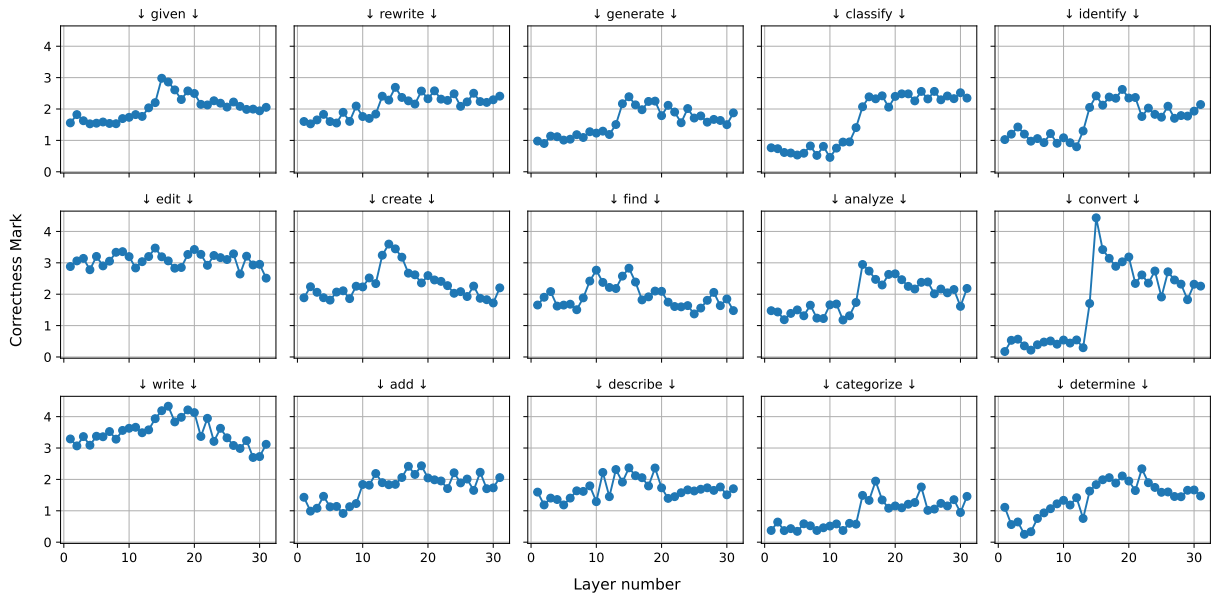 ↓ given ↓
↓ rewrite ↓
↓ generate ↓
↓ classify ↓
↓ identify ↓
4
3
2
1
0
↓ edit ↓
↓ create ↓
↓ find ↓
↓ analyze ↓
↓ convert ↓
4
3
2
1
0
Correctness Mark
↓ write ↓
↓ add ↓
↓ describe ↓
↓ categorize ↓
↓ determine ↓
4
3
2
1
0
0 10 20 30
0 10 20 30
0 10 20 30
0 10 20 30
0 10 20 30
Layer number